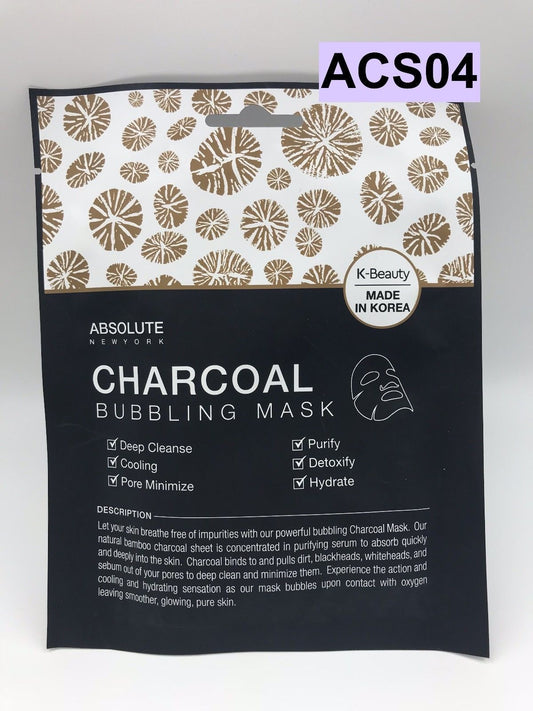 ACS04
K-Beauty
MADE
IN KOREA
ABSOLUTE
NEWYORK
CHARCOAL
BUBBLING MASK
Deep Cleanse
Cooling
Pore Minimize
Purify
Detoxify
Hydrate
DESCRIPTION
Let your skin breathe free of impurities with our powerful bubbling Charcoal Mask. Our
natural bamboo charcoal sheet is concentrated in purifying serum to absorb quickly
and deeply into the skin. Charcoal binds to and pulls dirt, blackheads, whiteheads, and
sebum out of your pores to deep clean and minimize them. Experience the action and
cooling and hydrating sensation as our mask bubbles upon contact with oxygen
leaving smoother, glowing, pure skin.